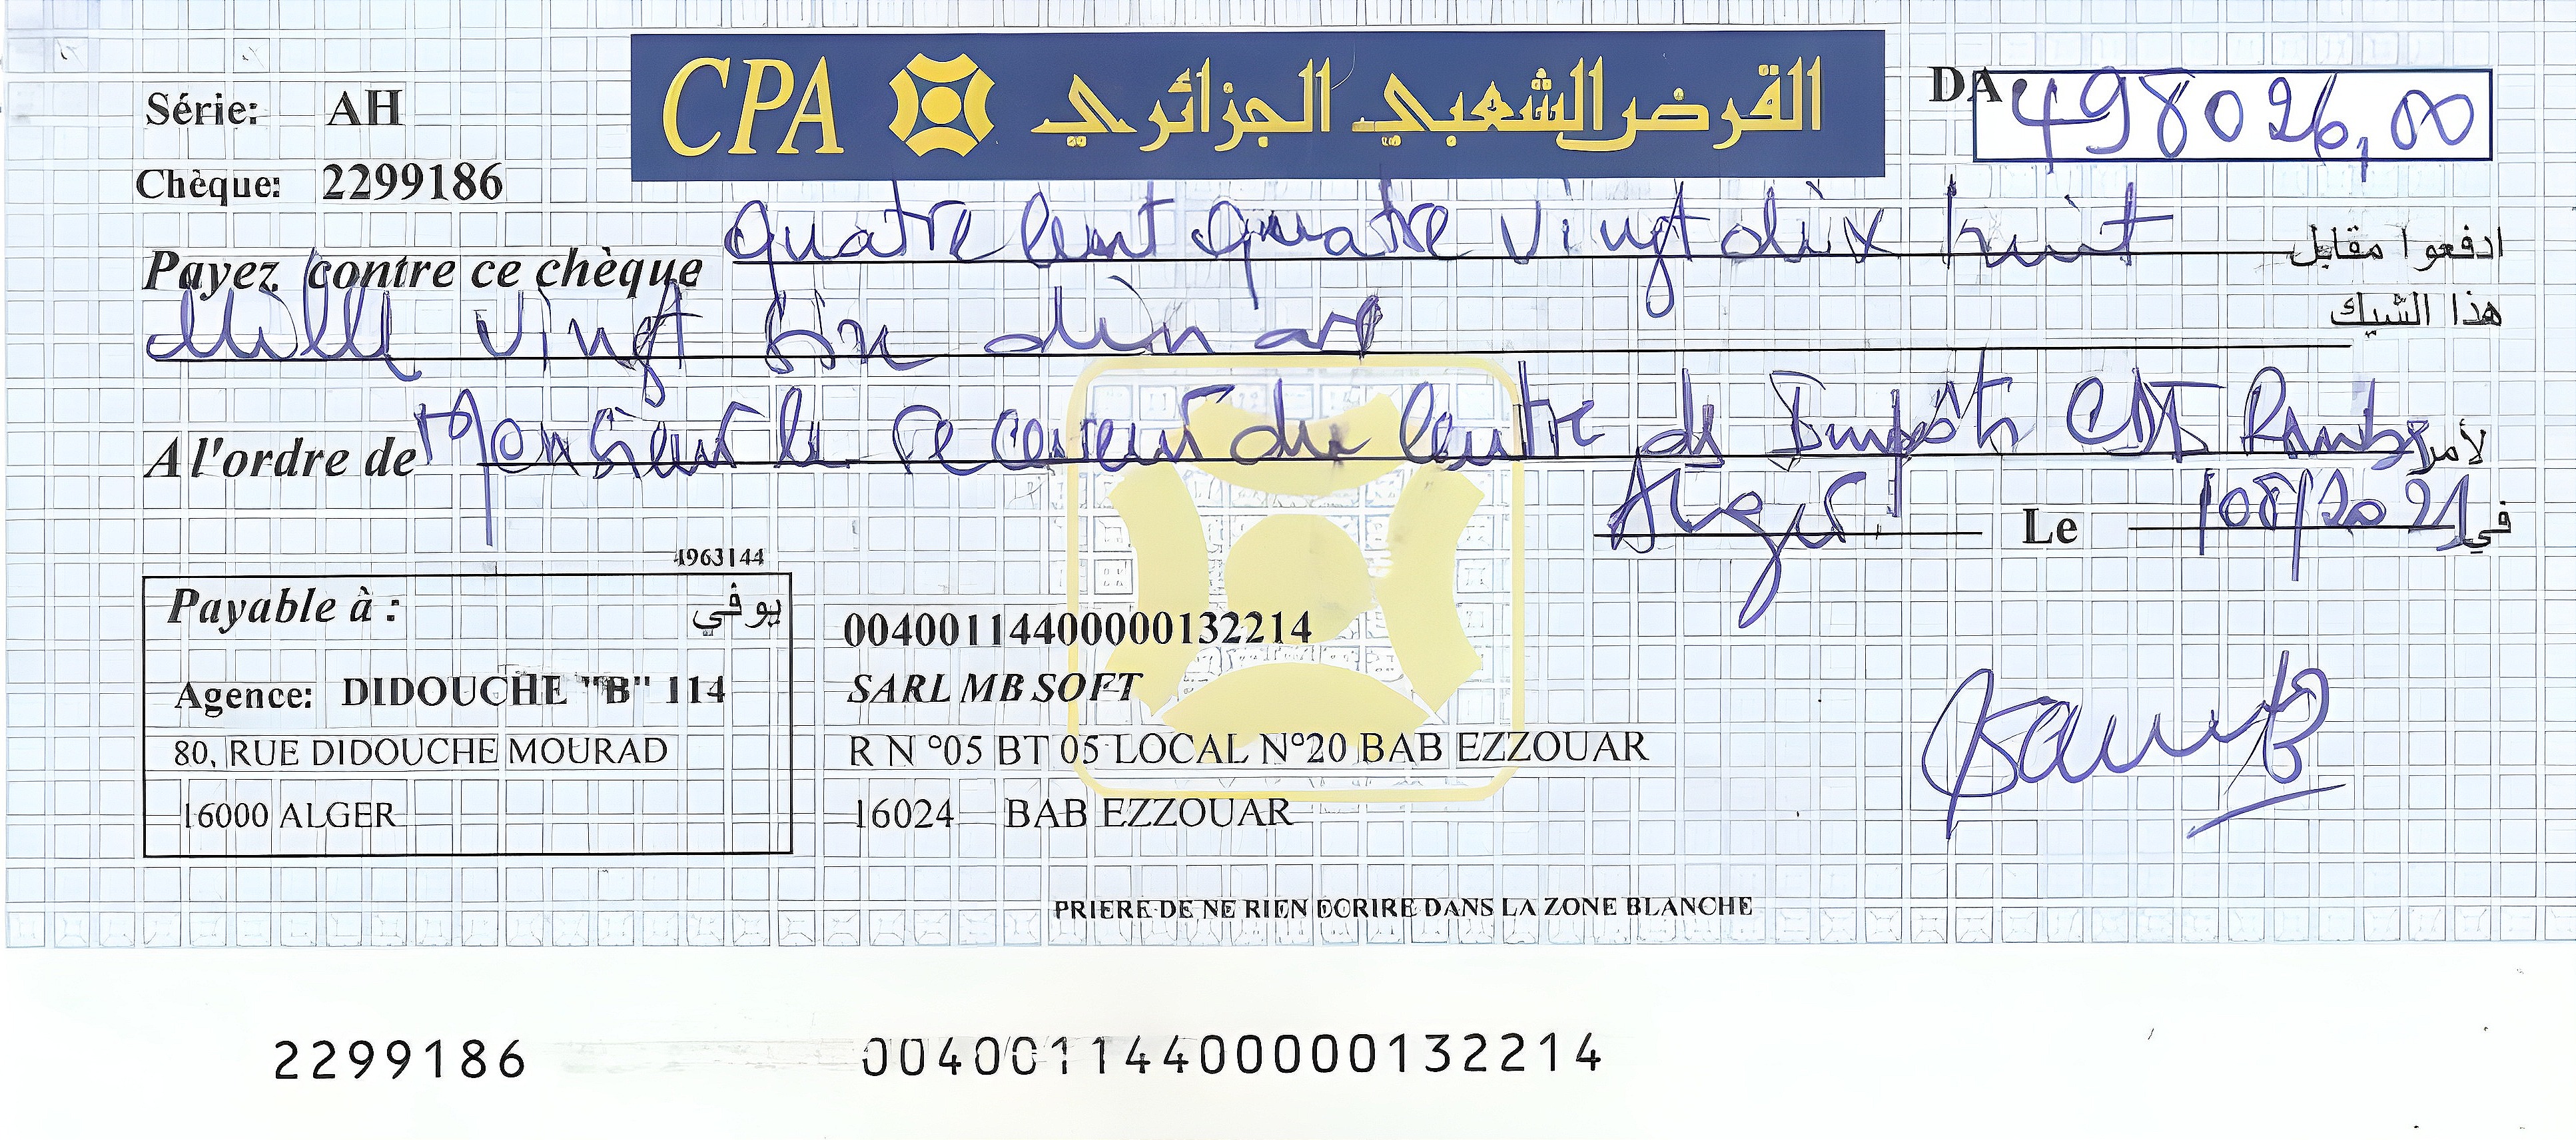 CPA القرض الشعبي الجزائري
Série: AH
DA 498026,00
Chèque: 2299186
Payez contre ce chèque quatre cent quatre vingt dix huit ادفعوا مقابل
هذا الشيك
Mille vingt six dinars
A l'ordre de Monsieur le receveur du Centre ds Impôts CDI لأمر
Alger Le /08/2021 في
4963144
Payable à : يوفي
Agence: DIDOUCHE "B" 114
80, RUE DIDOUCHE MOURAD
16000 ALGER
00400114400000132214
SARL MB SOFT
R N °05 BT 05 LOCAL N°20 BAB EZZOUAR
16024 BAB EZZOUAR
PRIERE DE NE RIEN ECRIRE DANS LA ZONE BLANCHE
2299186 00400114400000132214